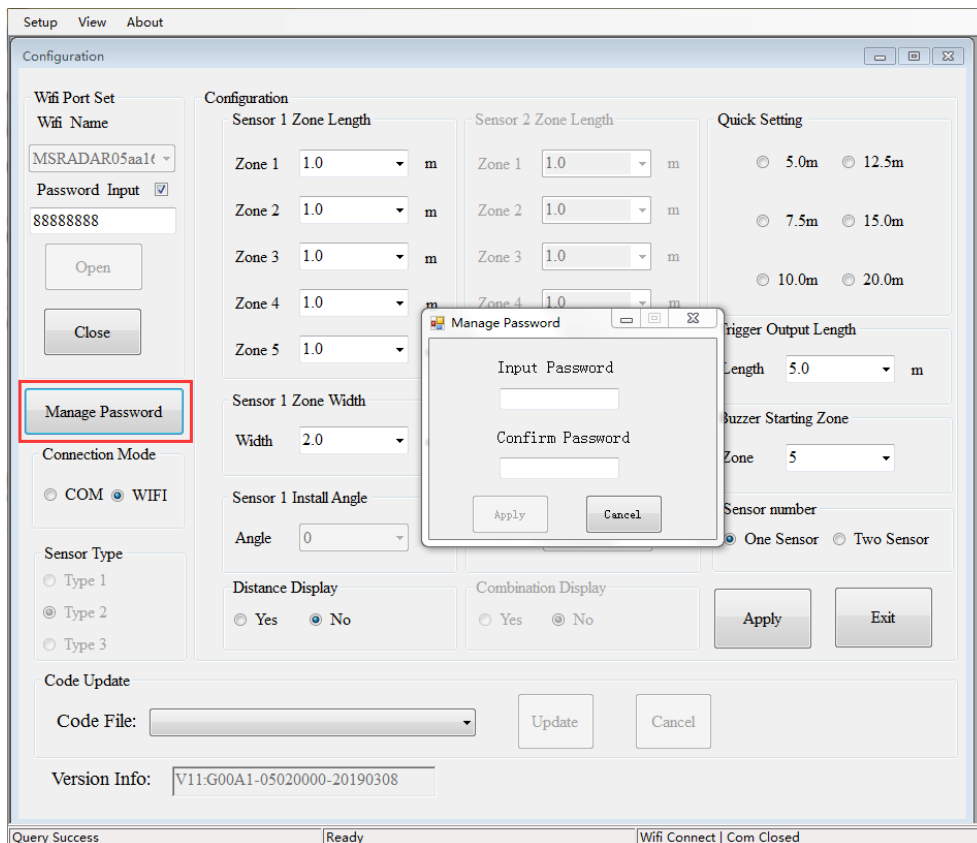 Setup View About
Configuration
Wifi Port Set
Wifi Name
MSRADAR05aa16
Password Input
88888888
Open
Close
Manage Password
Connection Mode
COM WIFI
Sensor Type
Type 1
Type 2
Type 3
Configuration
Sensor 1 Zone Length
Zone 1 1.0 m
Zone 2 1.0 m
Zone 3 1.0 m
Zone 4 1.0 m
Zone 5 1.0
Sensor 1 Zone Width
Width 2.0
Sensor 1 Install Angle
Angle 0
Distance Display
Yes No
Sensor 2 Zone Length
Zone 1 1.0 m
Zone 2 1.0 m
Zone 3 1.0 m
Zone 4 1.0 m
Manage Password
Input Password
Confirm Password
Apply Cancel
Combination Display
Yes No
Quick Setting
5.0m 12.5m
7.5m 15.0m
10.0m 20.0m
Trigger Output Length
Length 5.0 m
Buzzer Starting Zone
Zone 5
Sensor number
One Sensor Two Sensor
Apply Exit
Code Update
Code File: Update Cancel
Version Info: V11:G00A1-05020000-20190308
Query Success Ready Wifi Connect | Com Closed